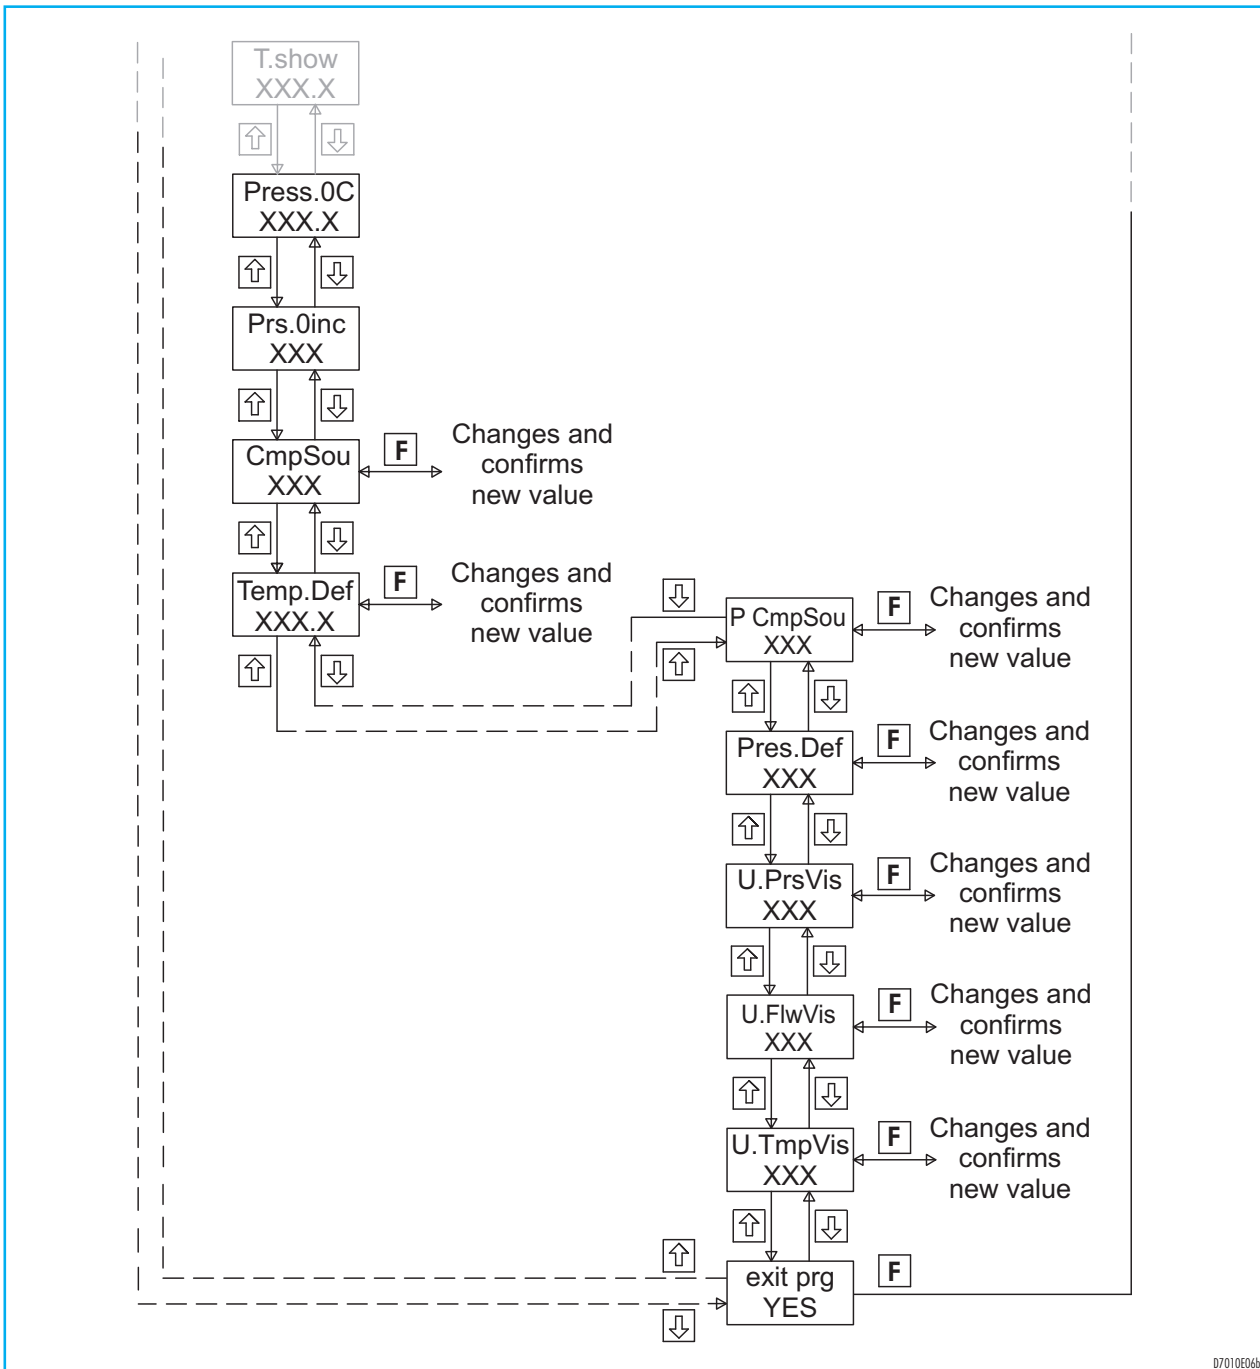 T.show
XXX.X
Press.0C
XXX.X
Prs.0inc
XXX
CmpSou
XXX
F
Changes and
confirms
new value
Temp.Def
XXX.X
F
Changes and
confirms
new value
P CmpSou
XXX
F
Changes and
confirms
new value
Pres.Def
XXX
F
Changes and
confirms
new value
U.PrsVis
XXX
F
Changes and
confirms
new value
U.FlwVis
XXX
F
Changes and
confirms
new value
U.TmpVis
XXX
F
Changes and
confirms
new value
exit prg
YES
F
D7010E06h